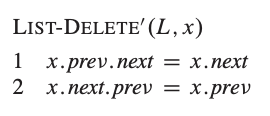 LIST-DELETE′(L, x)
1 x.prev.next = x.next
2 x.next.prev = x.prev